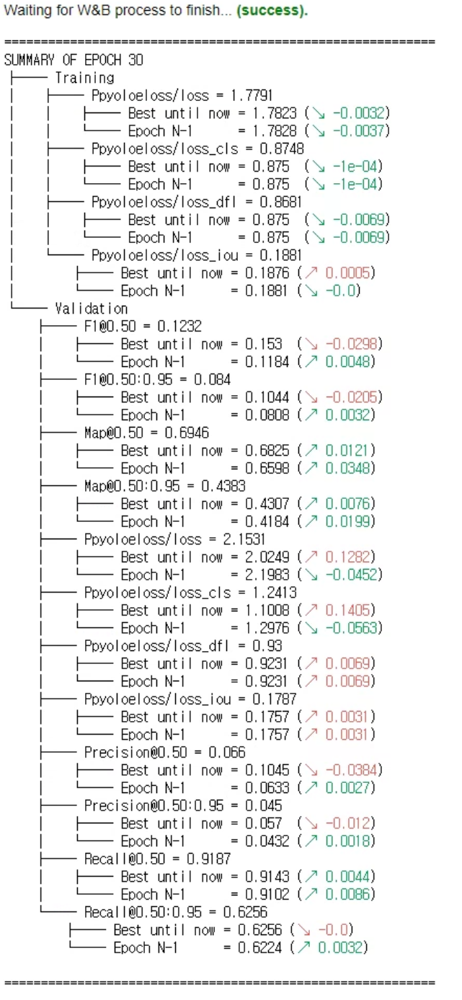 Waiting for W&B process to finish... (success).
===========================================================
SUMMARY OF EPOCH 30
├── Training
│   ├── Ppyoloeloss/loss = 1.7791
│   │   ├── Best until now = 1.7823 (↘ -0.0032)
│   │   └── Epoch N-1      = 1.7828 (↘ -0.0037)
│   ├── Ppyoloeloss/loss_cls = 0.8748
│   │   ├── Best until now = 0.875  (↘ -1e-04)
│   │   └── Epoch N-1      = 0.875  (↘ -1e-04)
│   ├── Ppyoloeloss/loss_dfl = 0.8681
│   │   ├── Best until now = 0.875  (↘ -0.0069)
│   │   └── Epoch N-1      = 0.875  (↘ -0.0069)
│   └── Ppyoloeloss/loss_iou = 0.1881
│       ├── Best until now = 0.1876 (↗ 0.0005)
│       └── Epoch N-1      = 0.1881 (↘ -0.0)
└── Validation
    ├── F1@0.50 = 0.1232
    │   ├── Best until now = 0.153  (↘ -0.0298)
    │   └── Epoch N-1      = 0.1184 (↗ 0.0048)
    ├── F1@0.50:0.95 = 0.084
    │   ├── Best until now = 0.1044 (↘ -0.0205)
    │   └── Epoch N-1      = 0.0808 (↗ 0.0032)
    ├── Map@0.50 = 0.6946
    │   ├── Best until now = 0.6825 (↗ 0.0121)
    │   └── Epoch N-1      = 0.6598 (↗ 0.0348)
    ├── Map@0.50:0.95 = 0.4383
    │   ├── Best until now = 0.4307 (↗ 0.0076)
    │   └── Epoch N-1      = 0.4184 (↗ 0.0199)
    ├── Ppyoloeloss/loss = 2.1531
    │   ├── Best until now = 2.0249 (↗ 0.1282)
    │   └── Epoch N-1      = 2.1983 (↘ -0.0452)
    ├── Ppyoloeloss/loss_cls = 1.2413
    │   ├── Best until now = 1.1008 (↗ 0.1405)
    │   └── Epoch N-1      = 1.2976 (↘ -0.0563)
    ├── Ppyoloeloss/loss_dfl = 0.93
    │   ├── Best until now = 0.9231 (↗ 0.0069)
    │   └── Epoch N-1      = 0.9231 (↗ 0.0069)
    ├── Ppyoloeloss/loss_iou = 0.1787
    │   ├── Best until now = 0.1757 (↗ 0.0031)
    │   └── Epoch N-1      = 0.1757 (↗ 0.0031)
    ├── Precision@0.50 = 0.066
    │   ├── Best until now = 0.1045 (↘ -0.0384)
    │   └── Epoch N-1      = 0.0633 (↗ 0.0027)
    ├── Precision@0.50:0.95 = 0.045
    │   ├── Best until now = 0.057  (↘ -0.012)
    │   └── Epoch N-1      = 0.0432 (↗ 0.0018)
    ├── Recall@0.50 = 0.9187
    │   ├── Best until now = 0.9143 (↗ 0.0044)
    │   └── Epoch N-1      = 0.9102 (↗ 0.0086)
    └── Recall@0.50:0.95 = 0.6256
        ├── Best until now = 0.6256 (↘ -0.0)
        └── Epoch N-1      = 0.6224 (↗ 0.0032)
===========================================================